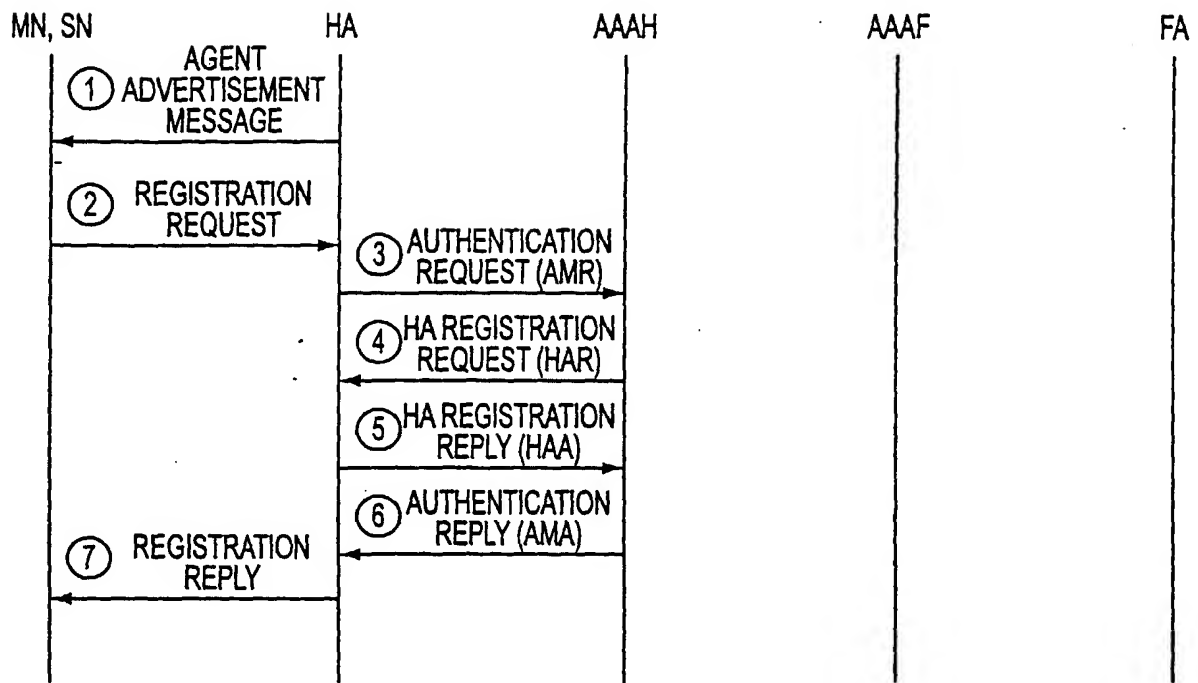 MN, SN HA AAAH AAAF FA
① AGENT
ADVERTISEMENT
MESSAGE
② REGISTRATION
REQUEST
③ AUTHENTICATION
REQUEST (AMR)
④ HA REGISTRATION
REQUEST (HAR)
⑤ HA REGISTRATION
REPLY (HAA)
⑥ AUTHENTICATION
REPLY (AMA)
⑦ REGISTRATION
REPLY